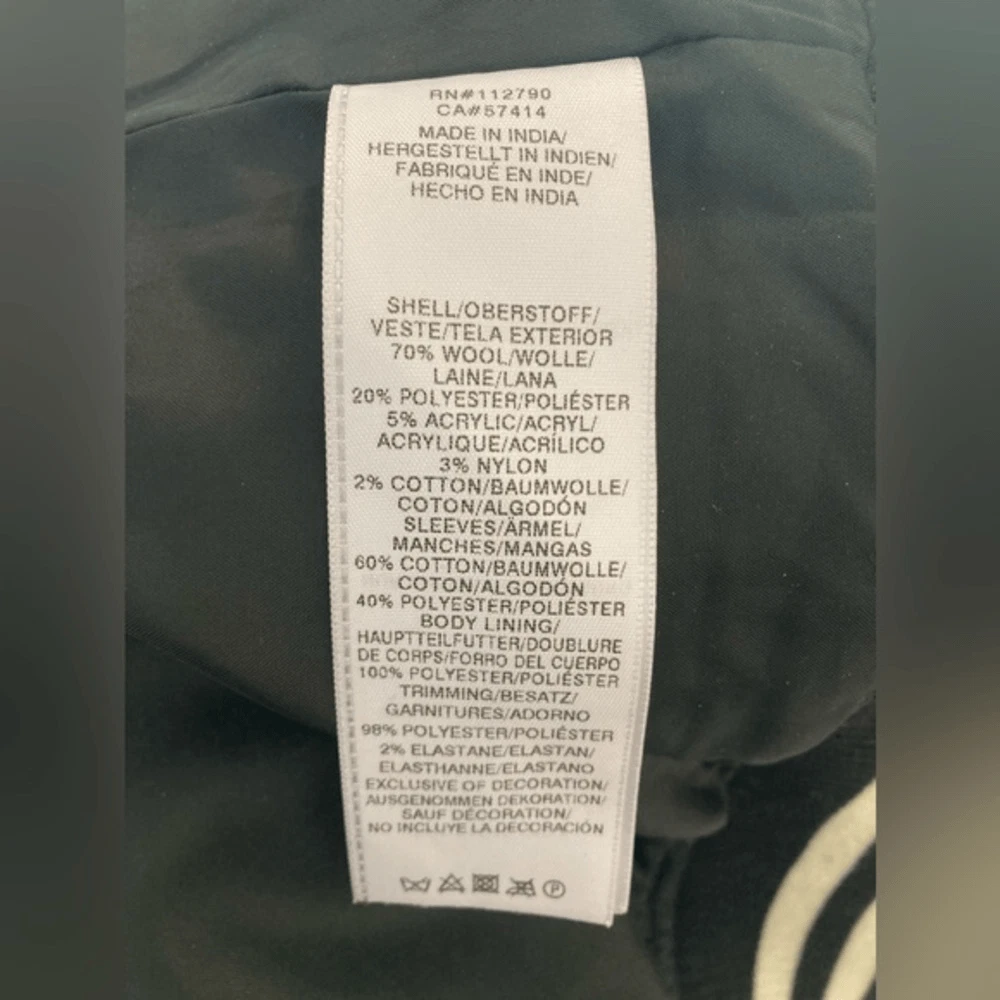 RN#112790
CA#57414
MADE IN INDIA/
HERGESTELLT IN INDIEN/
FABRIQUÉ EN INDE/
HECHO EN INDIA
SHELL/OBERSTOFF/
VESTE/TELA EXTERIOR
70% WOOL/WOLLE/
LAINE/LANA
20% POLYESTER/POLIÉSTER
5% ACRYLIC/ACRYL/
ACRYLIQUE/ACRÍLICO
3% NYLON
2% COTTON/BAUMWOLLE/
COTON/ALGODÓN
SLEEVES/ÄRMEL/
MANCHES/MANGAS
60% COTTON/BAUMWOLLE/
COTON/ALGODÓN
40% POLYESTER/POLIÉSTER
BODY LINING/
HAUPTTEILFUTTER/DOUBLURE
DE CORPS/FORRO DEL CUERPO
100% POLYESTER/POLIÉSTER
TRIMMING/BESATZ/
GARNITURES/ADORNO
98% POLYESTER/POLIÉSTER
2% ELASTANE/ELASTAN/
ELASTHANNE/ELASTANO
EXCLUSIVE OF DECORATION/
AUSGENOMMEN DEKORATION/
SAUF DÉCORATION/
NO INCLUYE LA DECORACIÓN
P